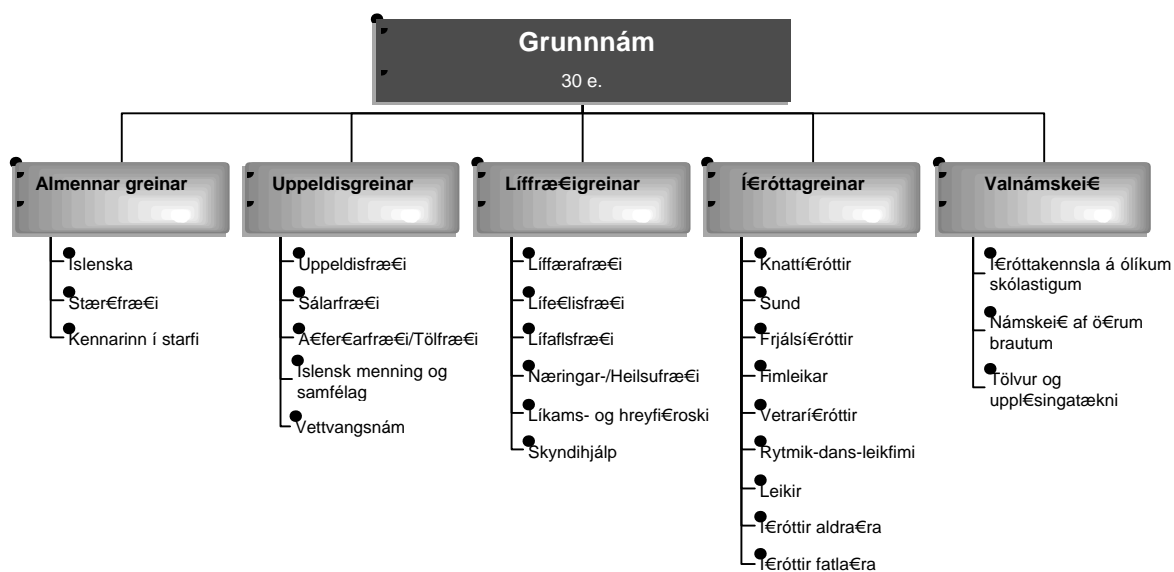 Grunnnám
30 e.
Almennar greinar
Íslenska
Stær€fræ€i
Kennarinn í starfi
Uppeldisgreinar
Uppeldisfræ€i
Sálarfræ€i
A€fer€arfræ€i/Tölfræ€i
Íslensk menning og
samfélag
Vettvangsnám
Líffræ€igreinar
Líffærafræ€i
Lífe€lisfræ€i
Lífaflsfræ€i
Næringar-/Heilsufræ€i
Líkams- og hreyfi€roski
Skyndihjálp
Í€róttagreinar
Knattí€róttir
Sund
Frjálsí€róttir
Fimleikar
Vetrarí€róttir
Rytmik-dans-leikfimi
Leikir
Í€róttir aldra€ra
Í€róttir fatla€ra
Valnámskei€
Í€róttakennsla á ólíkum
skólastigum
Námskei€ af ö€rum
brautum
Tölvur og
uppl€singatækni